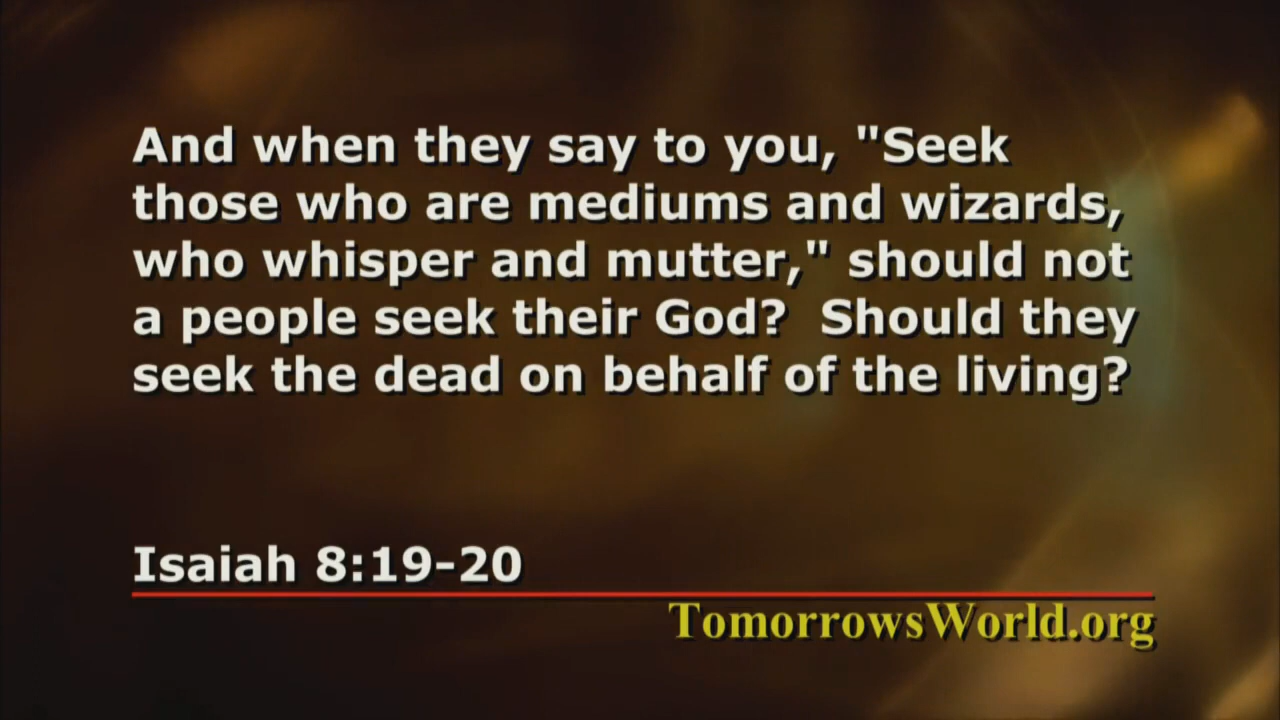 And when they say to you, "Seek
those who are mediums and wizards,
who whisper and mutter," should not
a people seek their God?  Should they
seek the dead on behalf of the living?
Isaiah 8:19-20
TomorrowsWorld.org